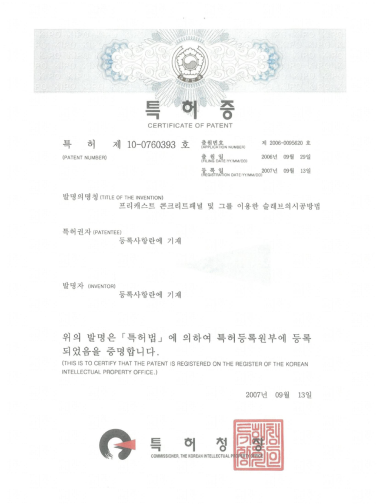 특허증
CERTIFICATE OF PATENT
특 허 제 10-0760393 호
(PATENT NUMBER)
출원번호 제 2006-0095620 호
(APPLICATION NUMBER)
출원일 2006년 09월 29일
(FILING DATE:YY/MM/DD)
등록일 2007년 09월 13일
(REGISTRATION DATE:YY/MM/DD)
발명의명칭 (TITLE OF THE INVENTION)
프리캐스트 콘크리트패널 및 그를 이용한 슬래브의시공방법
특허권자 (PATENTEE)
등록사항란에 기재
발명자 (INVENTOR)
등록사항란에 기재
위의 발명은「특허법」에 의하여 특허등록원부에 등록
되었음을 증명합니다.
(THIS IS TO CERTIFY THAT THE PATENT IS REGISTERED ON THE REGISTER OF THE KOREAN
INTELLECTUAL PROPERTY OFFICE.)
2007년 09월 13일
특허청장
COMMISSIONER, THE KOREAN INTELLECTUAL PROPERTY OFFICE